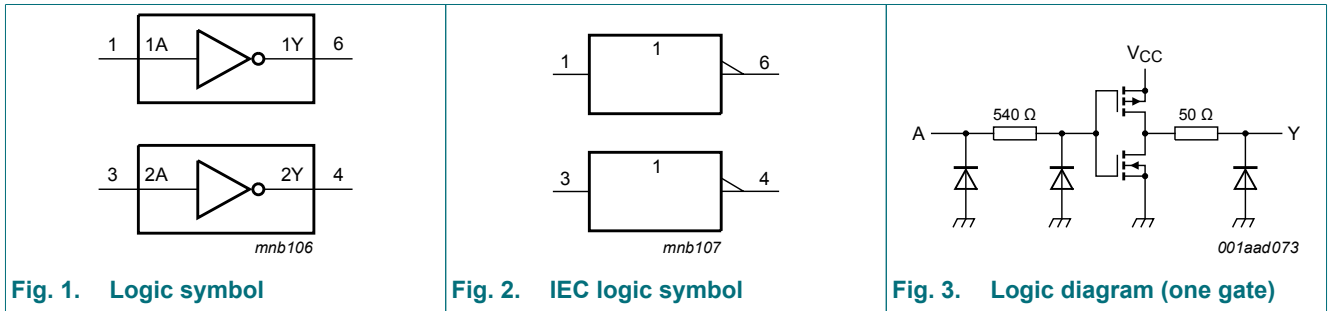 1 1A 1Y 6
3 2A 2Y 4
mnb106
Fig. 1. Logic symbol
1 1 6
3 1 4
mnb107
Fig. 2. IEC logic symbol
VCC
A 540 Ω 50 Ω Y
001aad073
Fig. 3. Logic diagram (one gate)